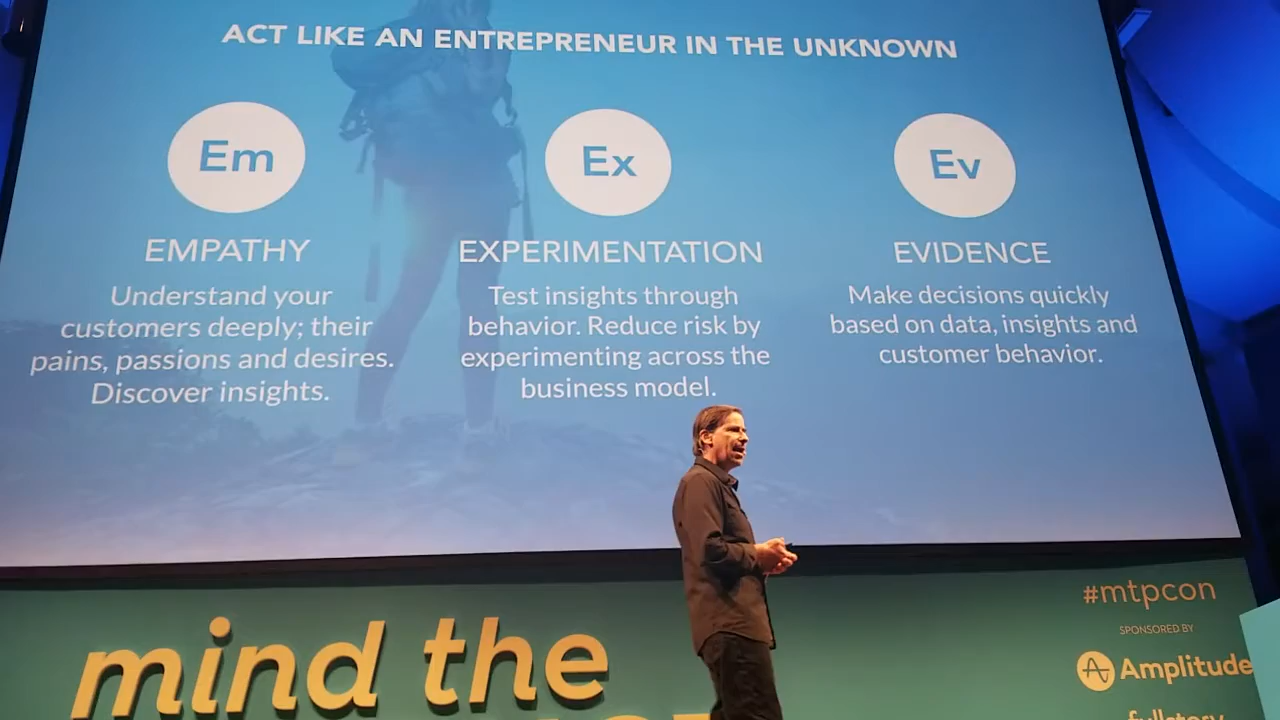 ACT LIKE AN ENTREPRENEUR IN THE UNKNOWN
Em
EMPATHY
Understand your
customers deeply; their
pains, passions and desires.
Discover insights.
Ex
EXPERIMENTATION
Test insights through
behavior. Reduce risk by
experimenting across the
business model.
Ev
EVIDENCE
Make decisions quickly
based on data, insights and
customer behavior.
mind the
#mtpcon
SPONSORED BY
Amplitude
fullstory